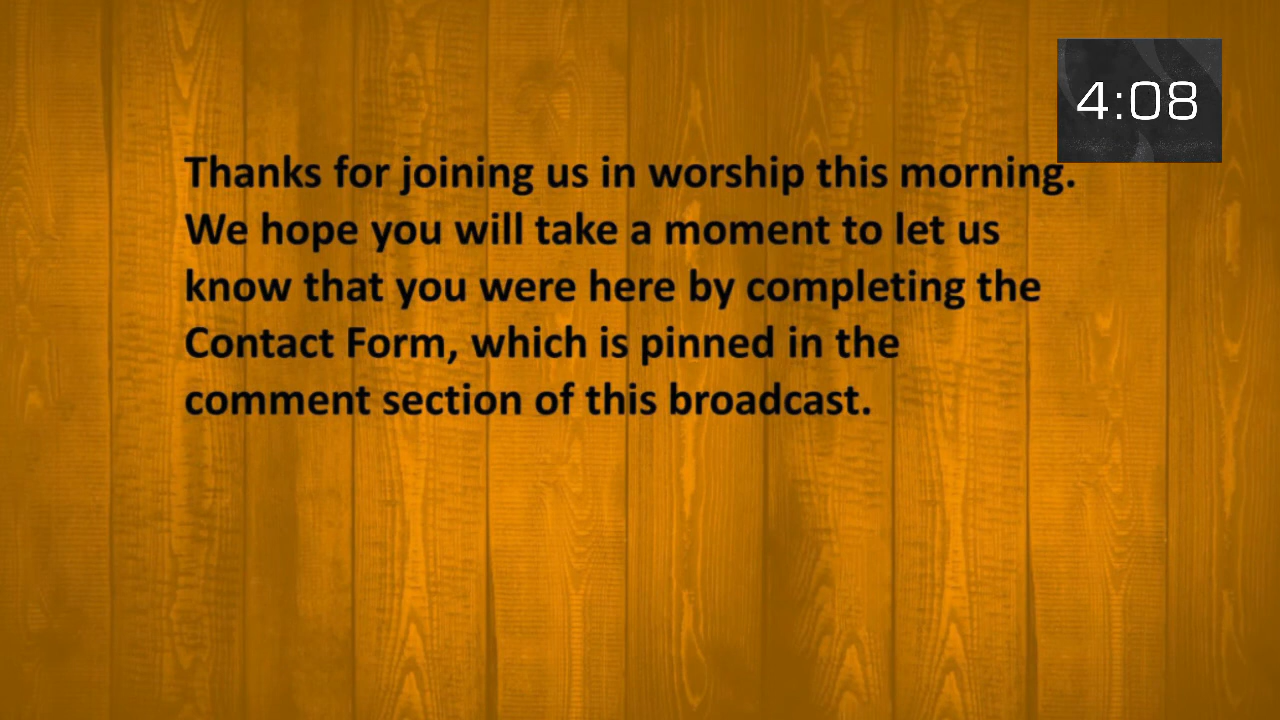 4:08
Thanks for joining us in worship this morning.
We hope you will take a moment to let us
know that you were here by completing the
Contact Form, which is pinned in the
comment section of this broadcast.